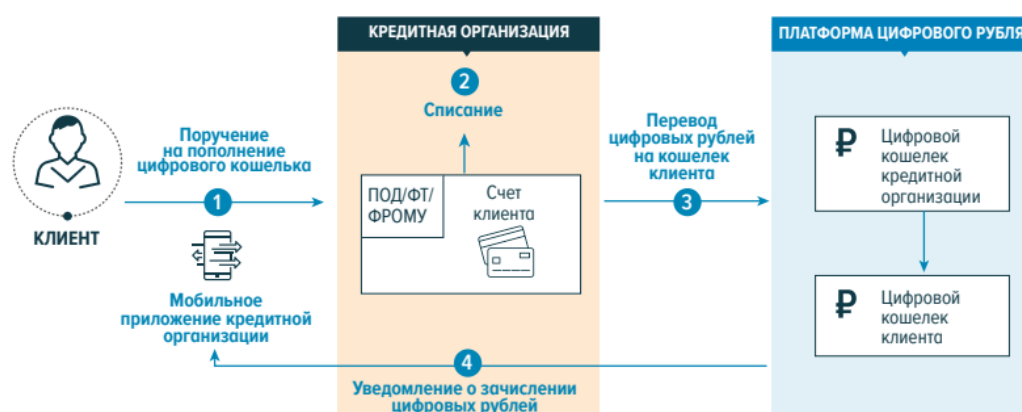 КРЕДИТНАЯ ОРГАНИЗАЦИЯ
ПЛАТФОРМА ЦИФРОВОГО РУБЛЯ
2
Списание
Поручение
на пополнение
цифрового кошелька
1
КЛИЕНТ
Мобильное
приложение кредитной
организации
ПОД/ФТ/
ФРОМУ
Счет
клиента
Перевод
цифровых рублей
на кошелек
клиента
3
₽
Цифровой
кошелек
кредитной
организации
₽
Цифровой
кошелек
клиента
4
Уведомление о зачислении
цифровых рублей